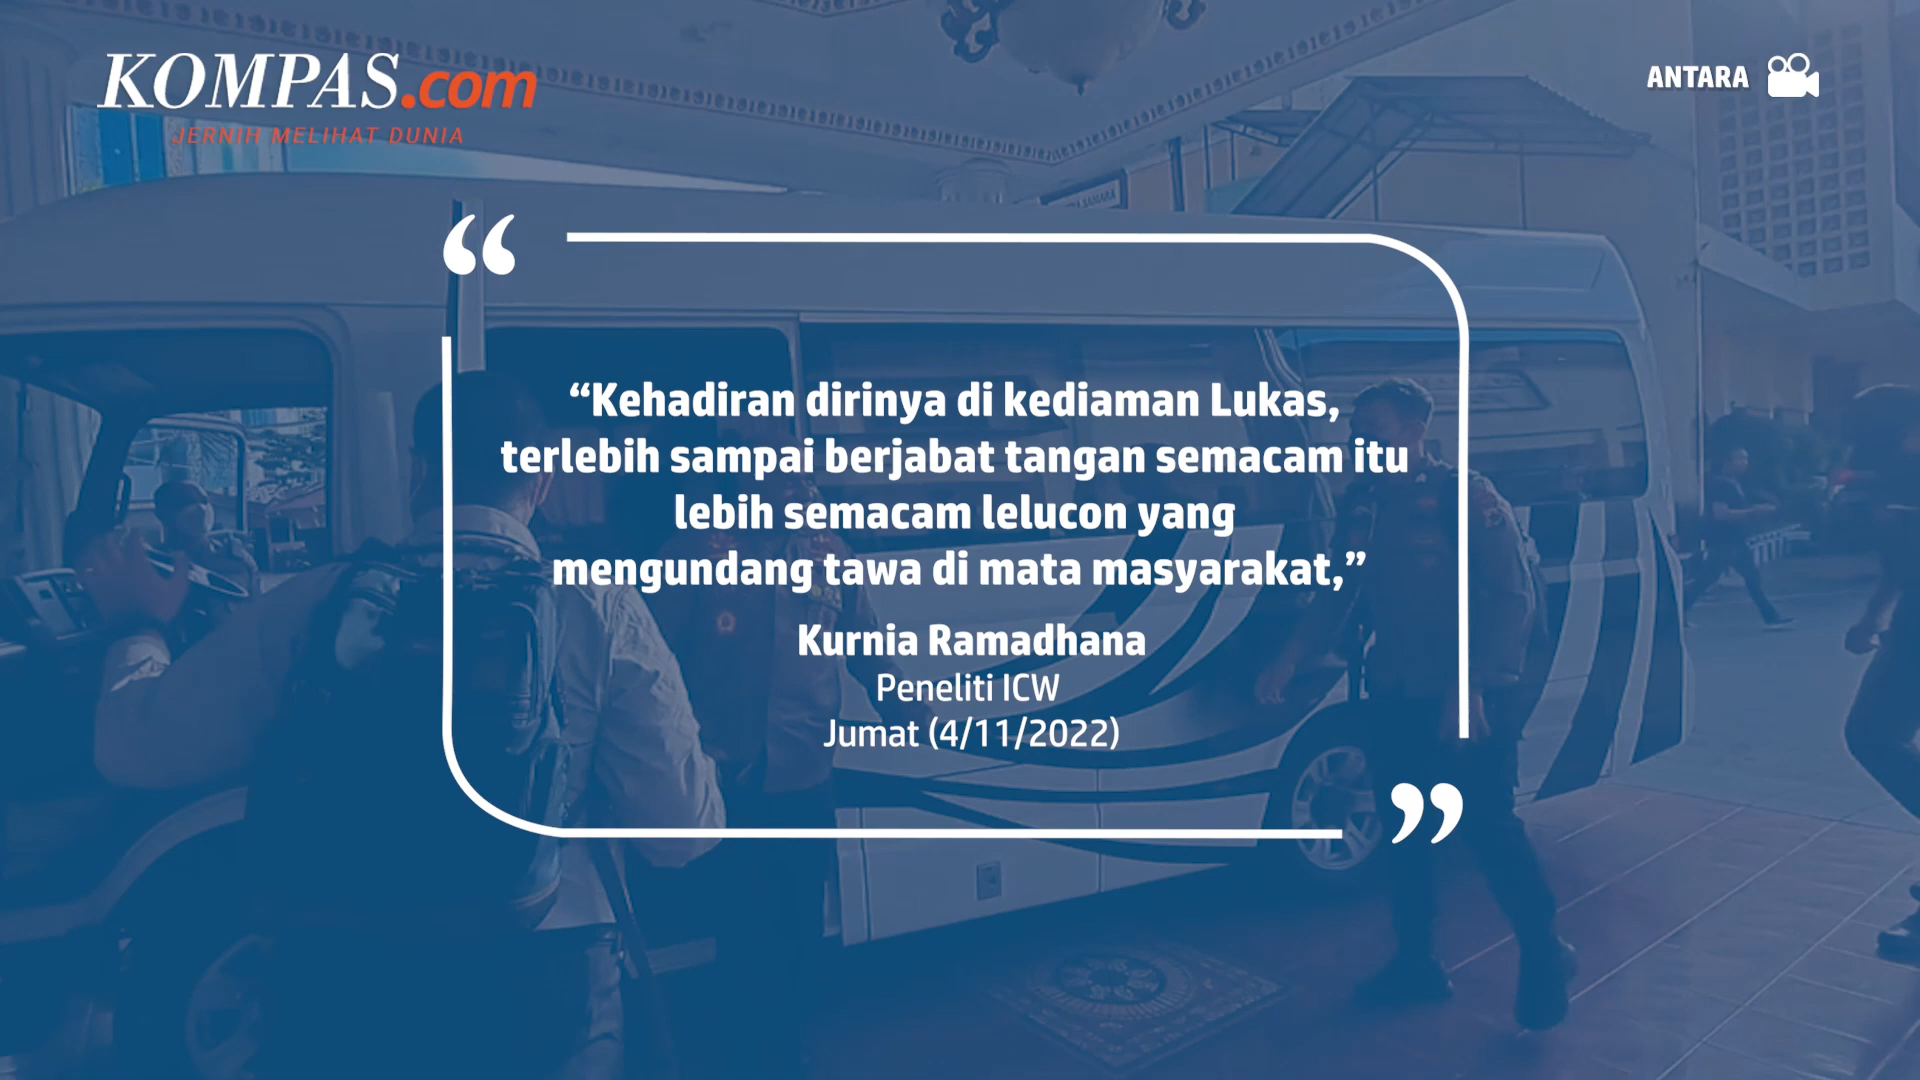 KOMPAS.com
JERNIH MELIHAT DUNIA
ANTARA
“Kehadiran dirinya di kediaman Lukas,
terlebih sampai berjabat tangan semacam itu
lebih semacam lelucon yang
mengundang tawa di mata masyarakat,”
Kurnia Ramadhana
Peneliti ICW
Jumat (4/11/2022)